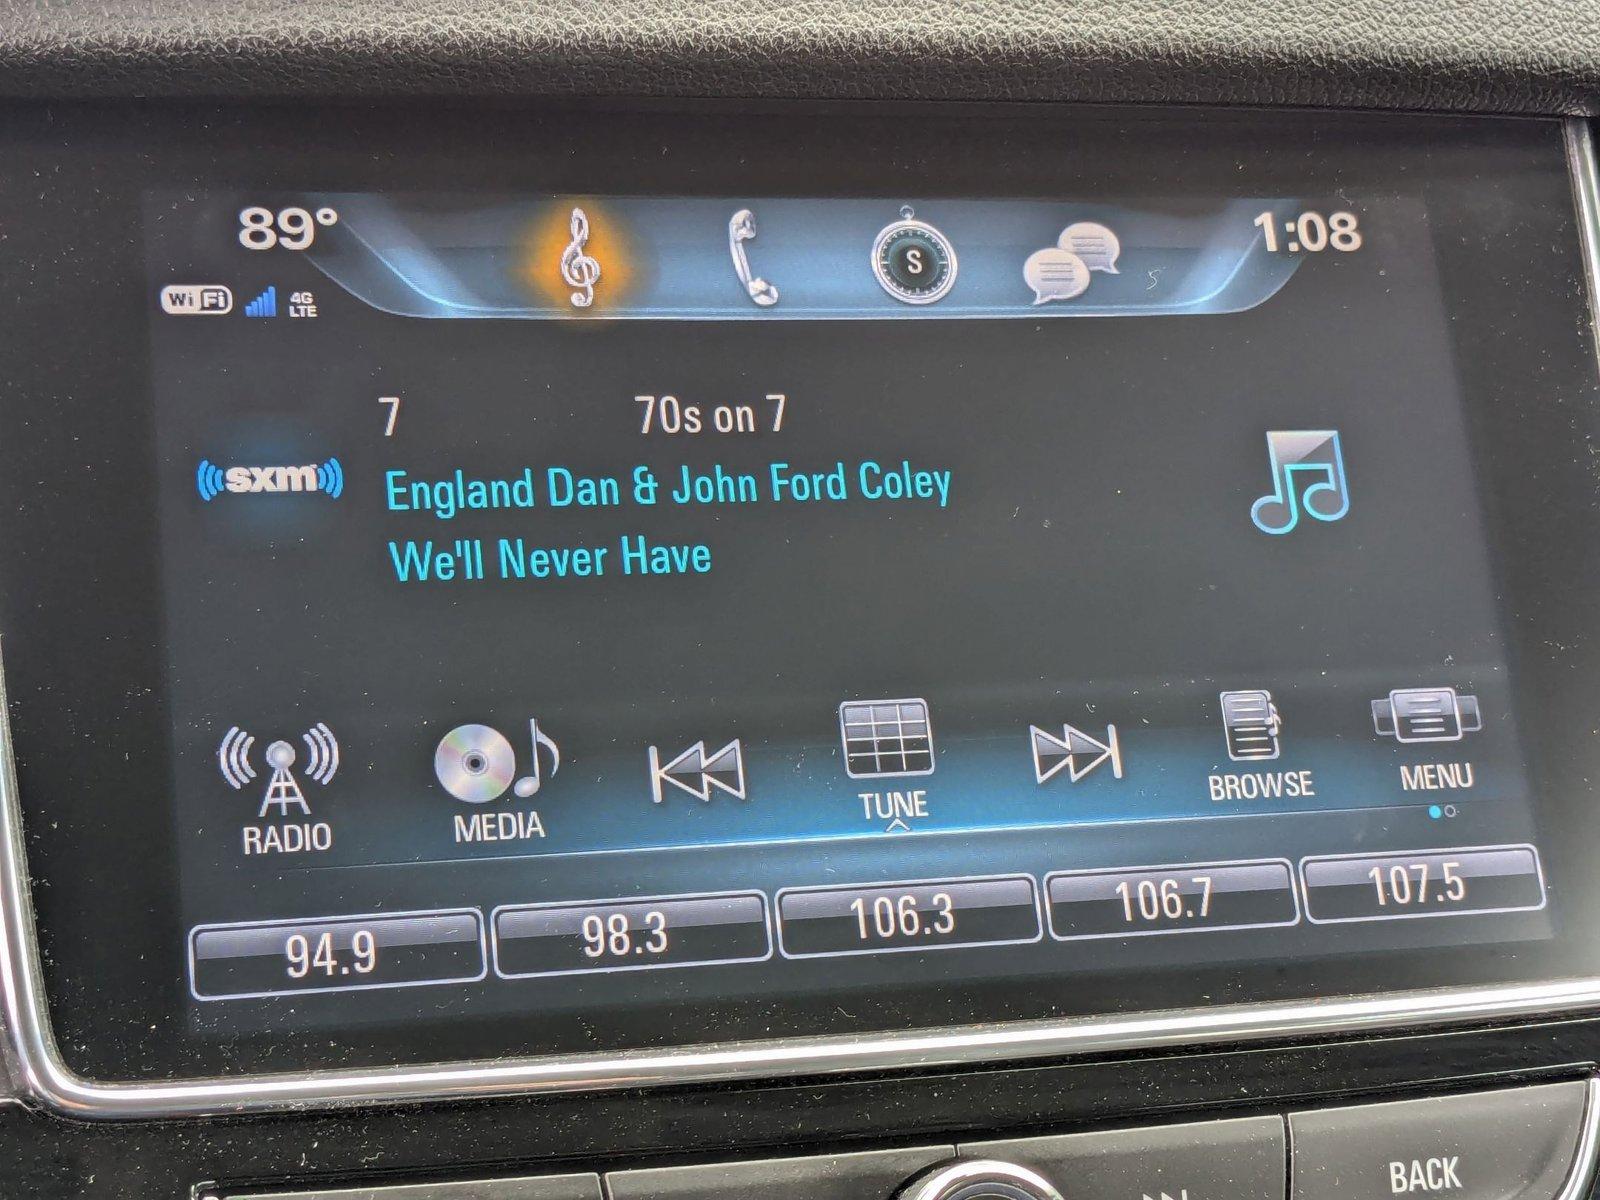 89°
1:08
WiFi
4G
LTE
S
7
70s on 7
sxm
England Dan & John Ford Coley
We'll Never Have
RADIO
MEDIA
TUNE
BROWSE
MENU
94.9
98.3
106.3
106.7
107.5
BACK